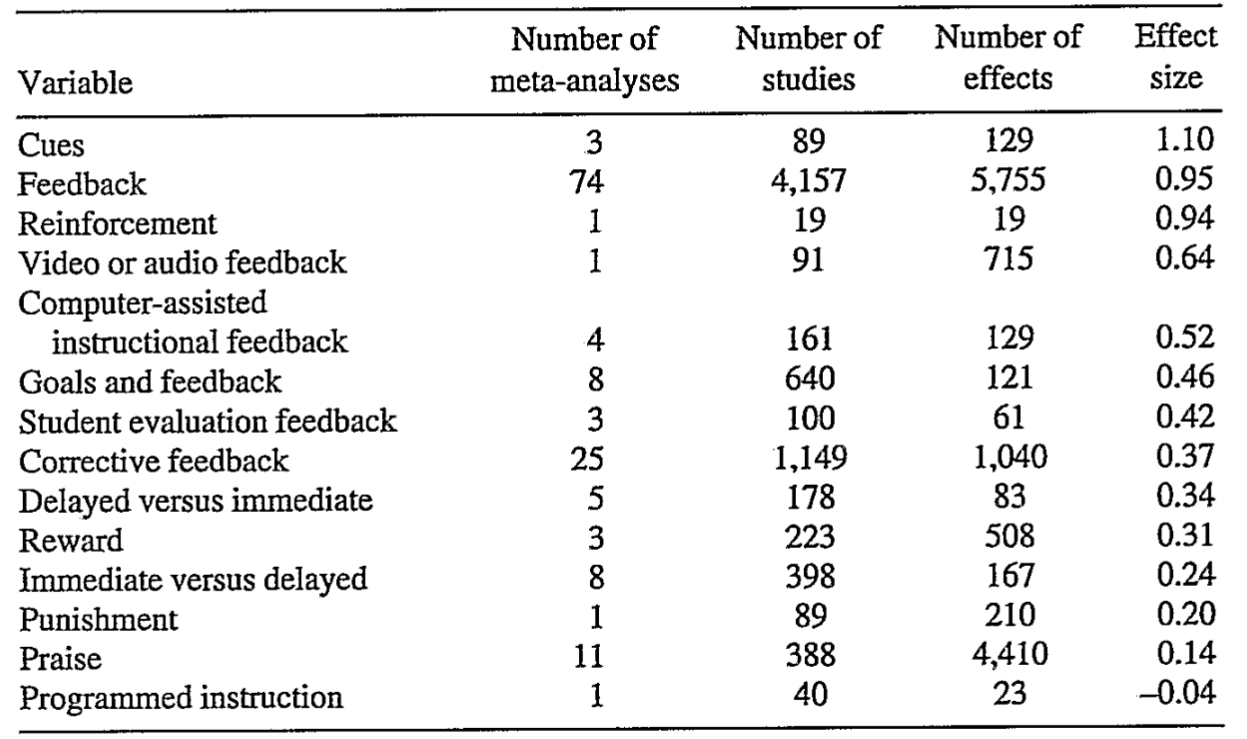 Variable Number of meta-analyses Number of studies Number of effects Effect size
Cues 3 89 129 1.10
Feedback 74 4,157 5,755 0.95
Reinforcement 1 19 19 0.94
Video or audio feedback 1 91 715 0.64
Computer-assisted
instructional feedback 4 161 129 0.52
Goals and feedback 8 640 121 0.46
Student evaluation feedback 3 100 61 0.42
Corrective feedback 25 1,149 1,040 0.37
Delayed versus immediate 5 178 83 0.34
Reward 3 223 508 0.31
Immediate versus delayed 8 398 167 0.24
Punishment 1 89 210 0.20
Praise 11 388 4,410 0.14
Programmed instruction 1 40 23 –0.04